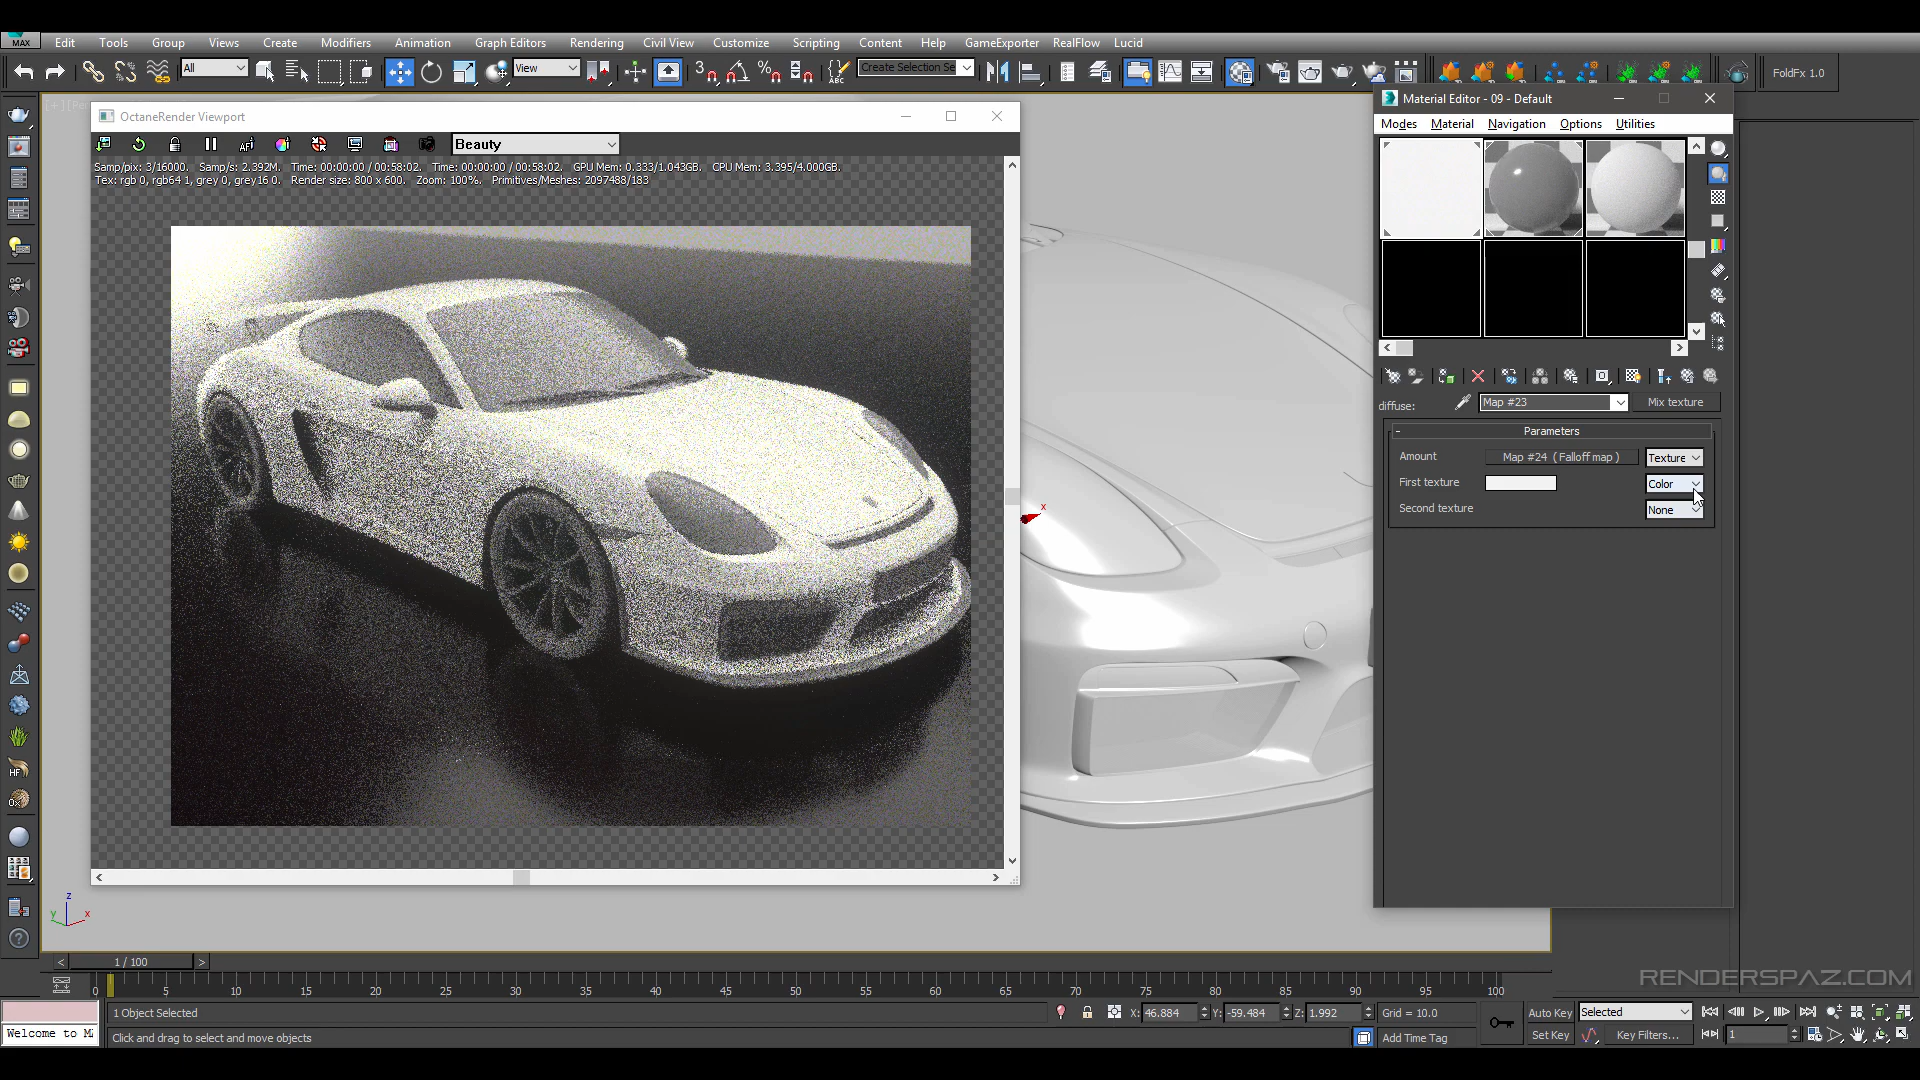 MAX Edit Tools Group Views Create Modifiers Animation Graph Editors Rendering Civil View Customize Scripting Content Help GameExporter RealFlow Lucid
All View Create Selection Se FoldFx 1.0
OctaneRender Viewport
Beauty
Samp/pix: 3/16000. Samp/s: 2.392M. Time: 00:00:00 / 00:58:02. Time: 00:00:00 / 00:58:02. GPU Mem: 0.333/1.043GB. CPU Mem: 3.395/4.000GB.
Tex: rgb 0, rgb64 1, grey 0, grey16 0. Render size: 800 x 600. Zoom: 100%. Primitives/Meshes: 2097488/183
Material Editor - 09 - Default
Modes Material Navigation Options Utilities
diffuse: Map #23 Mix texture
- Parameters
Amount Map #24 ( Falloff map ) Texture
First texture Color
Second texture None
x
HF
Ox
z
y x
< 1 / 100 >
0 5 10 15 20 25 30 35 40 45 50 55 60 65 70 75 80 85 90 95 100
RENDERSPAZ.COM
1 Object Selected X: 46.884 Y: -59.484 Z: 1.992 Grid = 10.0 Auto Key Selected
Welcome to M Click and drag to select and move objects Add Time Tag Set Key Key Filters... 1